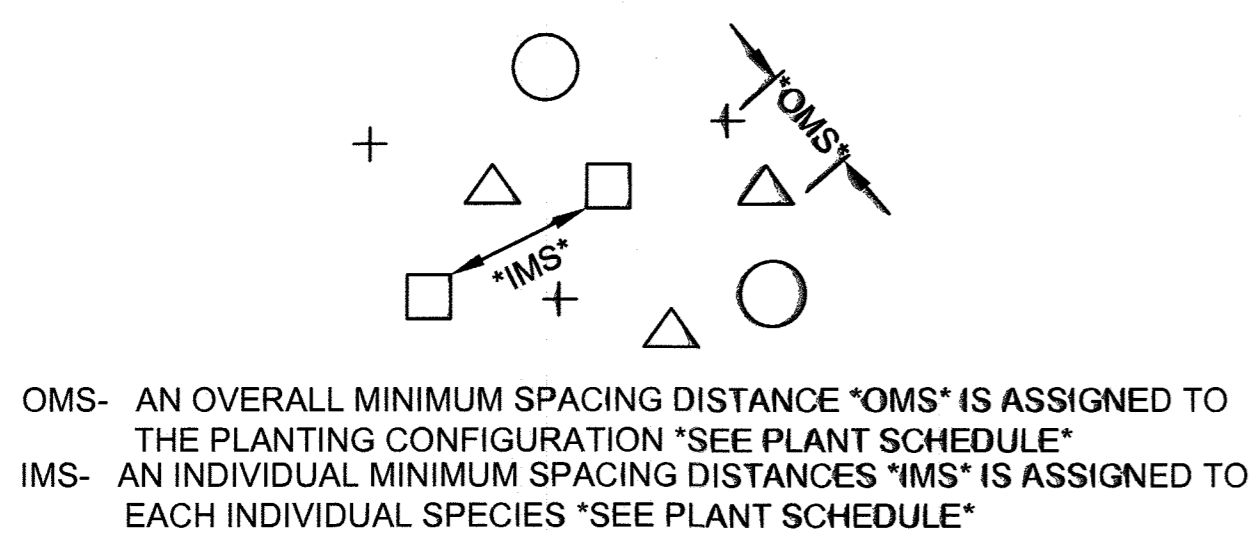 *OMS*
*IMS*
OMS- AN OVERALL MINIMUM SPACING DISTANCE *OMS* IS ASSIGNED TO
THE PLANTING CONFIGURATION *SEE PLANT SCHEDULE*
IMS- AN INDIVIDUAL MINIMUM SPACING DISTANCES *IMS* IS ASSIGNED TO
EACH INDIVIDUAL SPECIES *SEE PLANT SCHEDULE*